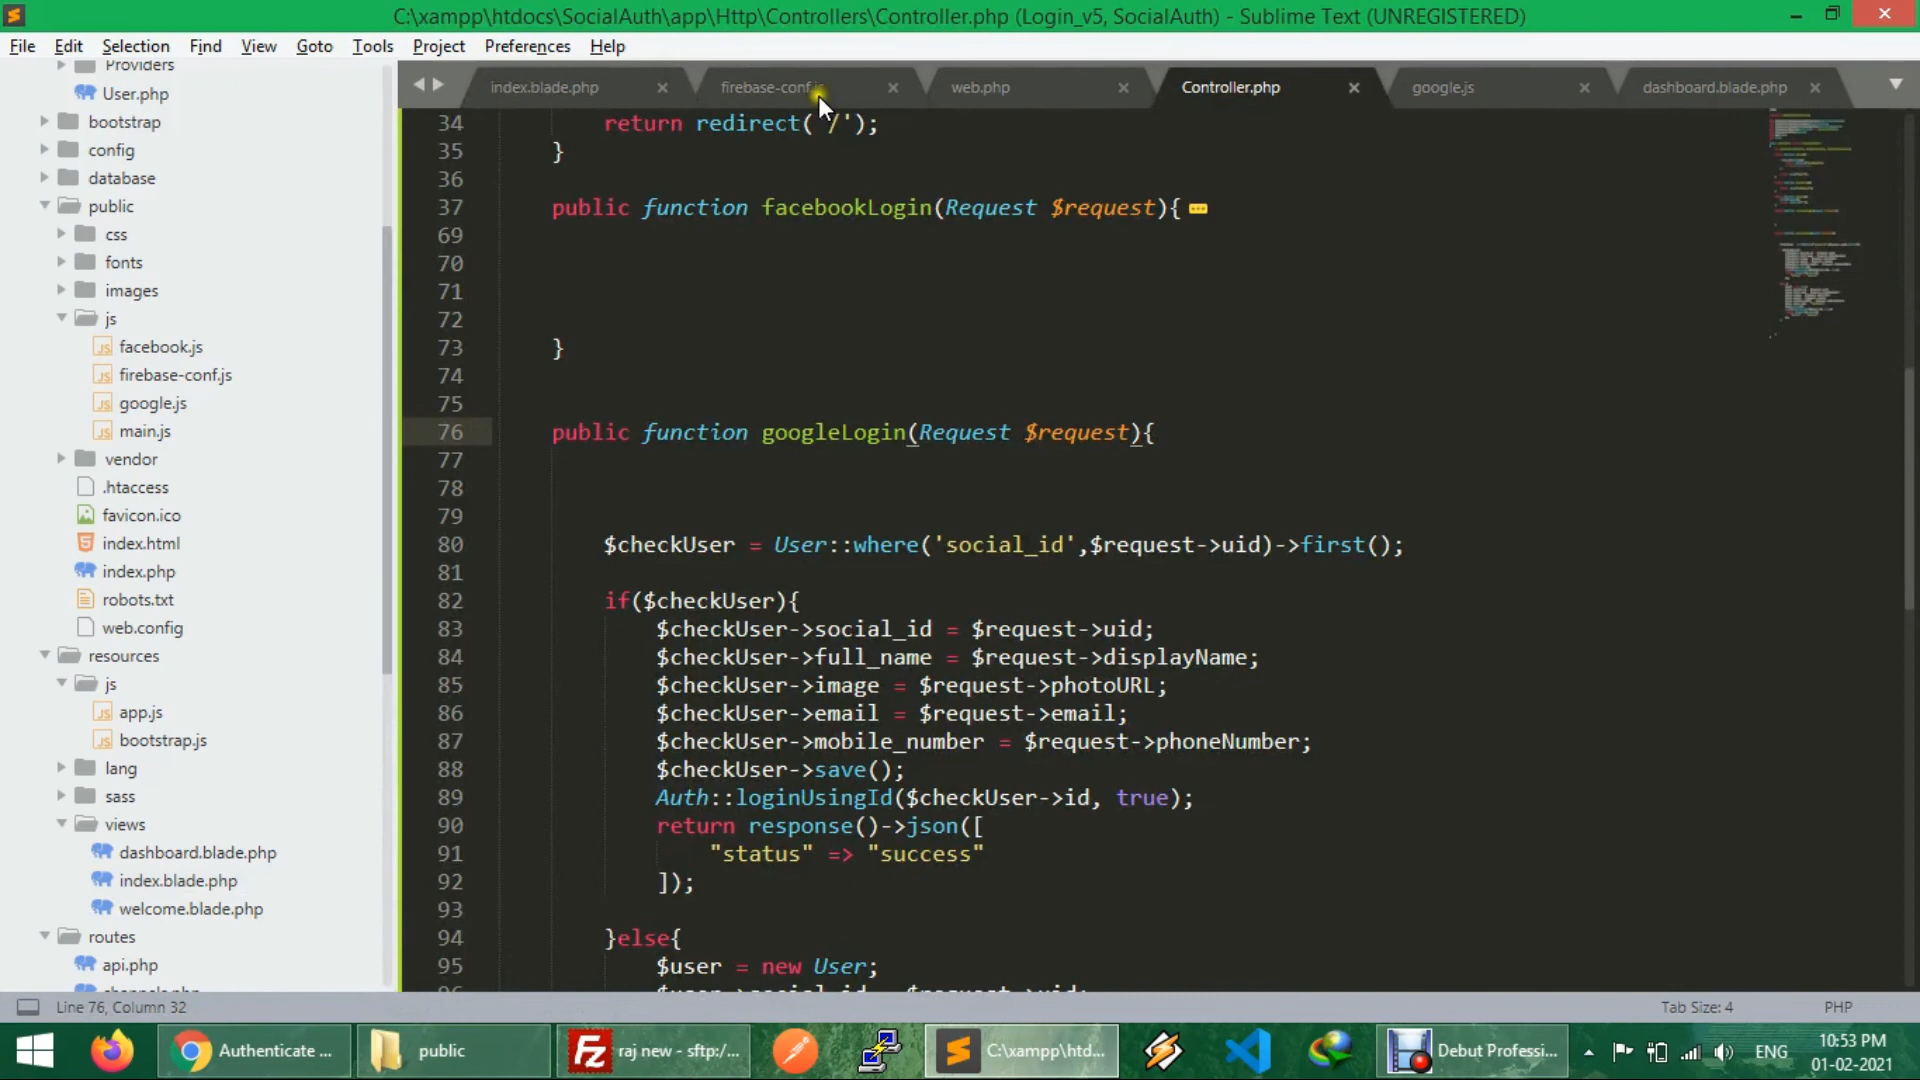 C:\xampp\htdocs\SocialAuth\app\Http\Controllers\Controller.php (Login_v5, SocialAuth) - Sublime Text (UNREGISTERED)
File Edit Selection Find View Goto Tools Project Preferences Help
index.blade.php firebase-conf.js web.php Controller.php google.js dashboard.blade.php
Providers
User.php
bootstrap
config
database
public
css
fonts
images
js
facebook.js
firebase-conf.js
google.js
main.js
vendor
.htaccess
favicon.ico
index.html
index.php
robots.txt
web.config
resources
js
app.js
bootstrap.js
lang
sass
views
dashboard.blade.php
index.blade.php
welcome.blade.php
routes
api.php
34 return redirect('/');
35 }
36
37 public function facebookLogin(Request $request){
69
70
71
72
73 }
74
75
76 public function googleLogin(Request $request){
77
78
79
80 $checkUser = User::where('social_id',$request->uid)->first();
81
82 if($checkUser){
83 $checkUser->social_id = $request->uid;
84 $checkUser->full_name = $request->displayName;
85 $checkUser->image = $request->photoURL;
86 $checkUser->email = $request->email;
87 $checkUser->mobile_number = $request->phoneNumber;
88 $checkUser->save();
89 Auth::loginUsingId($checkUser->id, true);
90 return response()->json([
91 "status" => "success"
92 ]);
93
94 }else{
95 $user = new User;
Line 76, Column 32 Tab Size: 4 PHP
Authenticate ... public raj new - sftp:/... C:\xampp\htd... Debut Professi... ENG 10:53 PM
01-02-2021